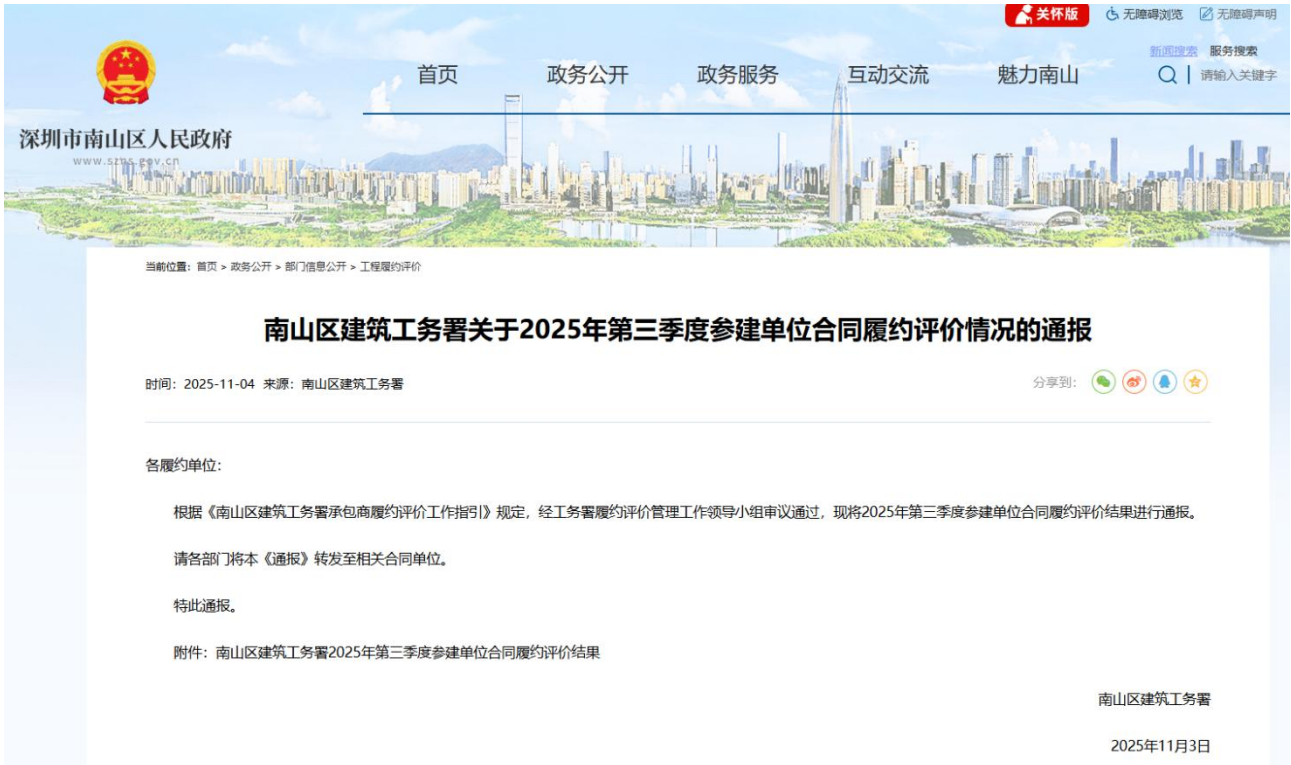 关怀版 无障碍浏览 无障碍声明
新闻搜索 服务搜索
首页 政务公开 政务服务 互动交流 魅力南山 请输入关键字
深圳市南山区人民政府
www.szns.gov.cn
当前位置：首页 > 政务公开 > 部门信息公开 > 工程履约评价
南山区建筑工务署关于2025年第三季度参建单位合同履约评价情况的通报
时间：2025-11-04 来源：南山区建筑工务署 分享到：
各履约单位：
根据《南山区建筑工务署承包商履约评价工作指引》规定，经工务署履约评价管理工作领导小组审议通过，现将2025年第三季度参建单位合同履约评价结果进行通报。
请各部门将本《通报》转发至相关合同单位。
特此通报。
附件：南山区建筑工务署2025年第三季度参建单位合同履约评价结果
南山区建筑工务署
2025年11月3日